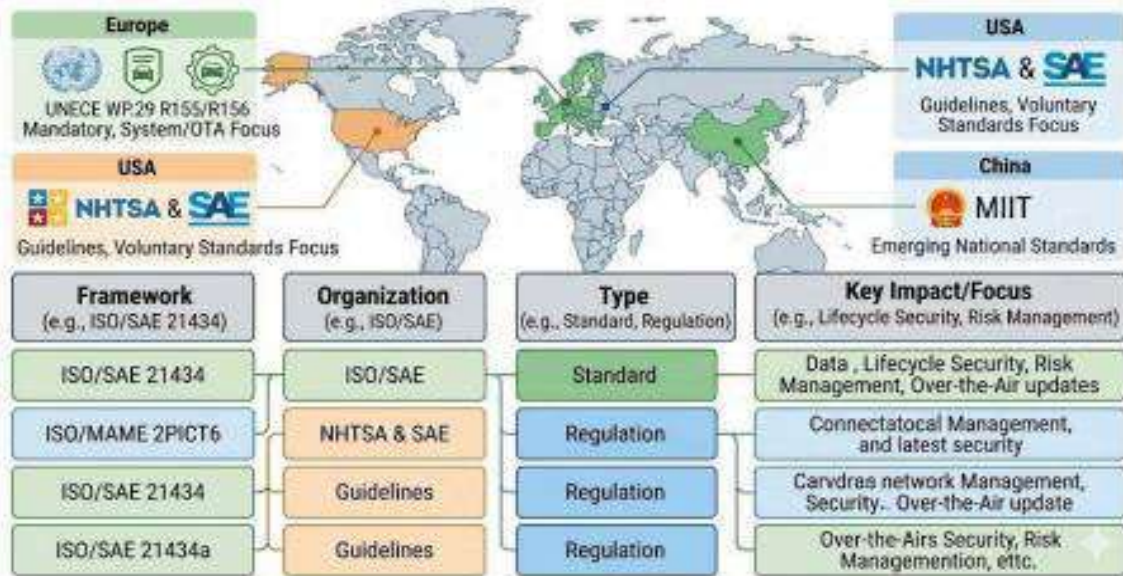 Europe
UNECE WP.29 R155/R156
Mandatory, System/OTA Focus
USA
NHTSA & SAE
Guidelines, Voluntary Standards Focus
USA
NHTSA & SAE
Guidelines, Voluntary
Standards Focus
China
MIIT
Emerging National Standards
Framework
(e.g., ISO/SAE 21434)
Organization
(e.g., ISO/SAE)
Type
(e.g., Standard, Regulation)
Key Impact/Focus
(e.g., Lifecycle Security, Risk Management)
ISO/SAE 21434
ISO/SAE
Standard
Data , Lifecycle Security, Risk
Management, Over-the-Air updates
ISO/MAME 2PICT6
NHTSA & SAE
Regulation
Connectatocal Management,
and latest security
ISO/SAE 21434
Guidelines
Regulation
Carvdras network Management,
Security.. Over-the-Air update
ISO/SAE 21434a
Guidelines
Regulation
Over-the-Airs Security, Risk
Managemention, ettc.